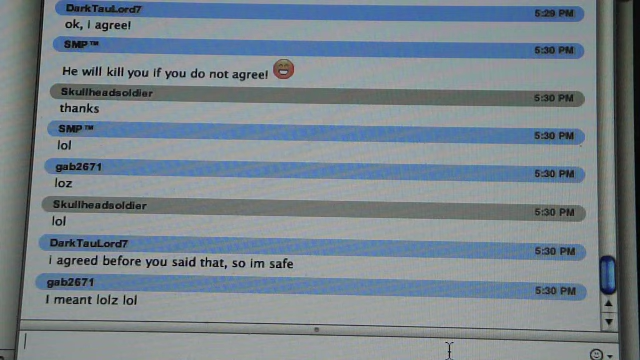 DarkTauLord7 5:29 PM
ok, i agree!
SMP™ 5:30 PM
He will kill you if you do not agree!
Skullheadsoldier 5:30 PM
thanks
SMP™ 5:30 PM
lol
gab2671 5:30 PM
loz
Skullheadsoldier 5:30 PM
lol
DarkTauLord7 5:30 PM
i agreed before you said that, so im safe
gab2671 5:30 PM
I meant lolz lol